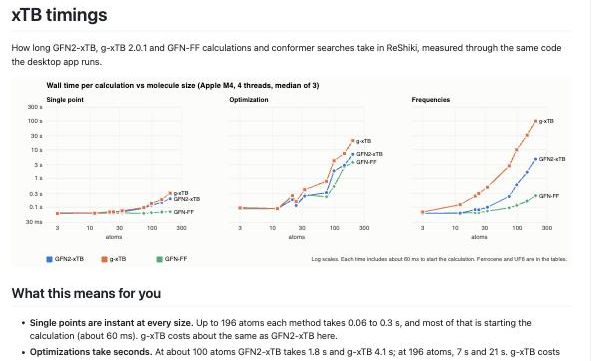 xTB timings
How long GFN2-xTB, g-xTB 2.0.1 and GFN-FF calculations and conformer searches take in ReShiki, measured through the same code
the desktop app runs.
Wall time per calculation vs molecule size (Apple M4, 4 threads, median of 3)
Single point
Optimization
Frequencies
300 s
100 s
30 s
10 s
3 s
1 s
0.3 s
0.1 s
30 ms
g-xTB
GFN2-xTB
GFN-FF
g-xTB
GFN2-xTB
GFN-FF
g-xTB
GFN2-xTB
GFN-FF
3 10 30 100 300
3 10 30 100 300
3 10 30 100 300
atoms
atoms
atoms
GFN2-xTB g-xTB GFN-FF
Log scales. Each time includes about 60 ms to start the calculation. Ferrocene and UF6 are in the tables.
What this means for you
• Single points are instant at every size. Up to 196 atoms each method takes 0.06 to 0.3 s, and most of that is starting the
calculation (about 60 ms). g-xTB costs about the same as GFN2-xTB here.
• Optimizations take seconds. At about 100 atoms GFN2-xTB takes 1.8 s and g-xTB 4.1 s; at 196 atoms, 7 s and 21 s. g-xTB costs